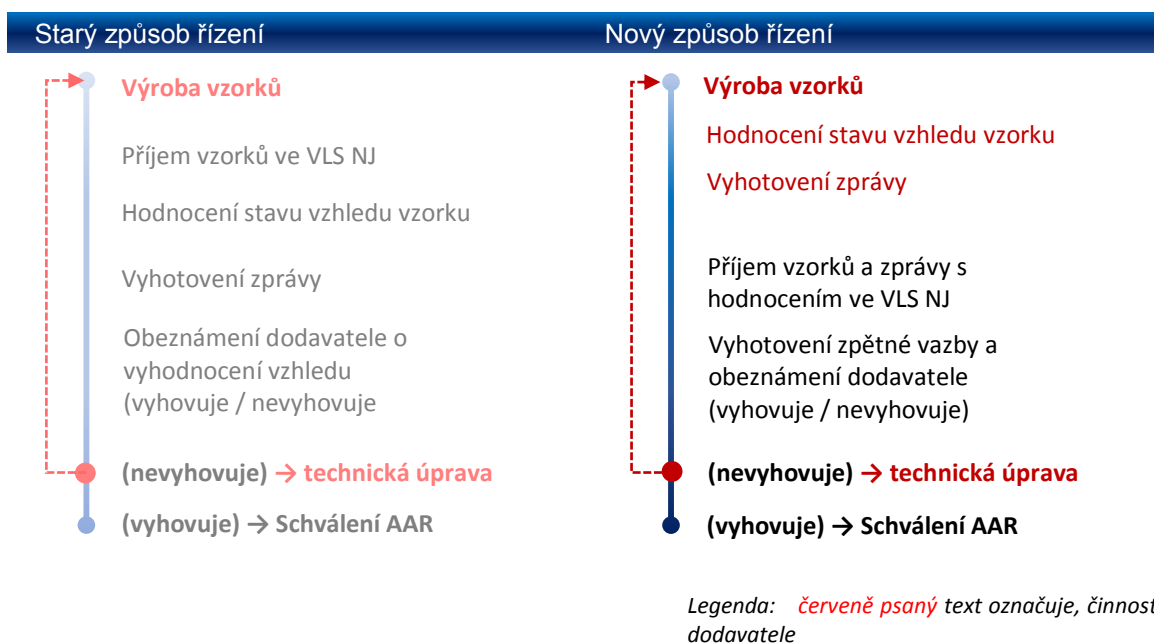 Starý způsob řízení
Výroba vzorků
Příjem vzorků ve VLS NJ
Hodnocení stavu vzhledu vzorku
Vyhotovení zprávy
Obeznámení dodavatele o
vyhodnocení vzhledu
(vyhovuje / nevyhovuje
(nevyhovuje) → technická úprava
(vyhovuje) → Schválení AAR
Nový způsob řízení
Výroba vzorků
Hodnocení stavu vzhledu vzorku
Vyhotovení zprávy
Příjem vzorků a zprávy s
hodnocením ve VLS NJ
Vyhotovení zpětné vazby a
obeznámení dodavatele
(vyhovuje / nevyhovuje)
(nevyhovuje) → technická úprava
(vyhovuje) → Schválení AAR
Legenda: červeně psaný text označuje, činnost
dodavatele